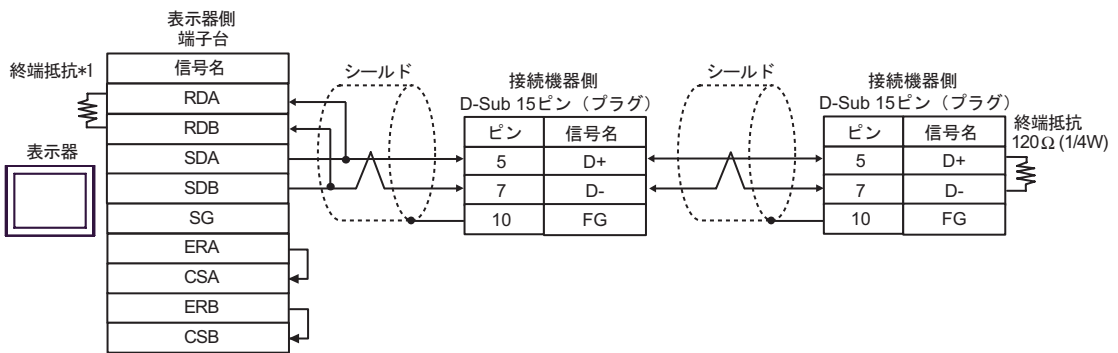 表示器側
端子台
終端抵抗*1
信号名
RDA
RDB
SDA
SDB
SG
ERA
CSA
ERB
CSB
表示器
シールド
接続機器側
D-Sub 15ピン（プラグ）
ピン 信号名
5 D+
7 D-
10 FG
シールド
接続機器側
D-Sub 15ピン（プラグ）
ピン 信号名
5 D+
7 D-
10 FG
終端抵抗
120Ω (1/4W)